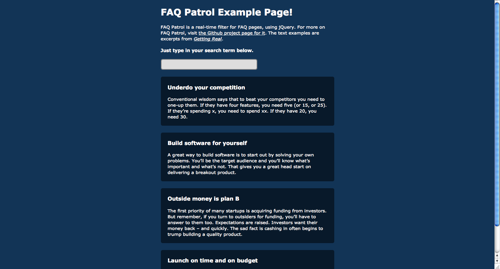 FAQ Patrol Example Page!
FAQ Patrol is a real-time filter for FAQ pages, using jQuery. For more on
FAQ Patrol, visit the Github project page for it. The text examples are
excerpts from Getting Real.
Just type in your search term below.
Underdo your competition
Conventional wisdom says that to beat your competitors you need to
one-up them. If they have four features, you need five (or 15, or 25).
If they're spending x, you need to spend xx. If they have 20, you
need 30.
Build software for yourself
A great way to build software is to start out by solving your own
problems. You'll be the target audience and you'll know what's
important and what's not. That gives you a great head start on
delivering a breakout product.
Outside money is plan B
The first priority of many startups is acquiring funding from investors.
But remember, if you turn to outsiders for funding, you'll have to
answer to them too. Expectations are raised. Investors want their
money back – and quickly. The sad fact is cashing in often begins to
trump building a quality product.
Launch on time and on budget